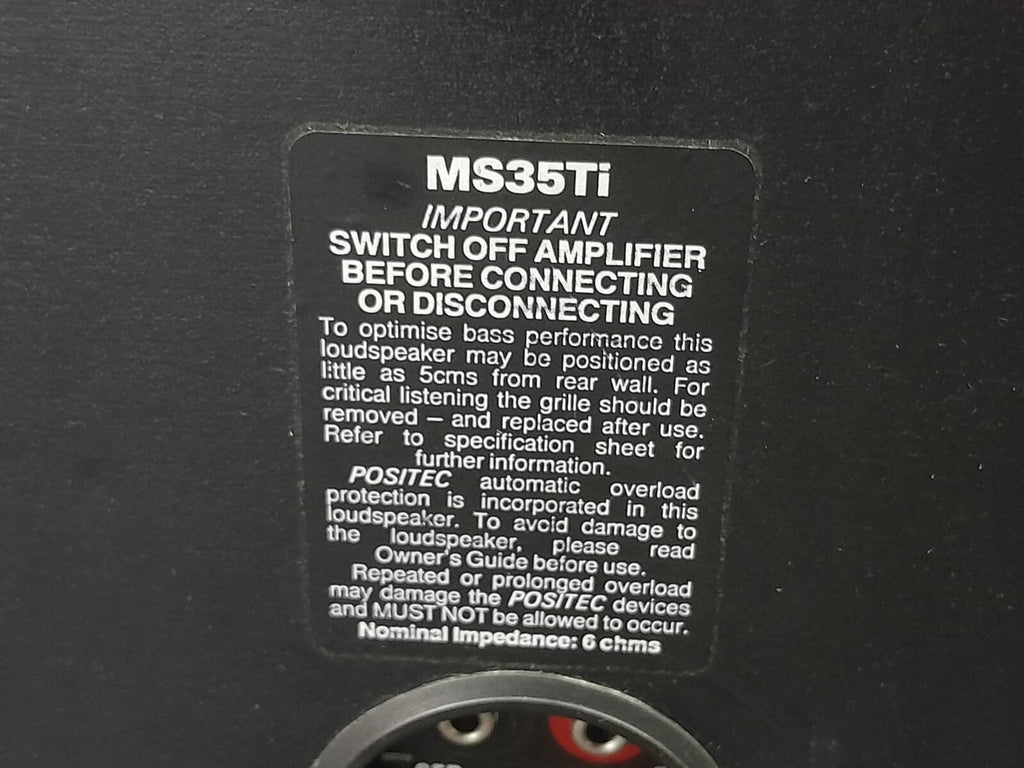 MS35Ti
IMPORTANT
SWITCH OFF AMPLIFIER
BEFORE CONNECTING
OR DISCONNECTING
To optimise bass performance this
loudspeaker may be positioned as
little as 5cms from rear wall. For
critical listening the grille should be
removed – and replaced after use.
Refer to specification sheet for
further information.
POSITEC automatic overload
protection is incorporated in this
loudspeaker. To avoid damage to
the loudspeaker, please read
Owner's Guide before use.
Repeated or prolonged overload
may damage the POSITEC devices
and MUST NOT be allowed to occur.
Nominal Impedance: 6 ohms